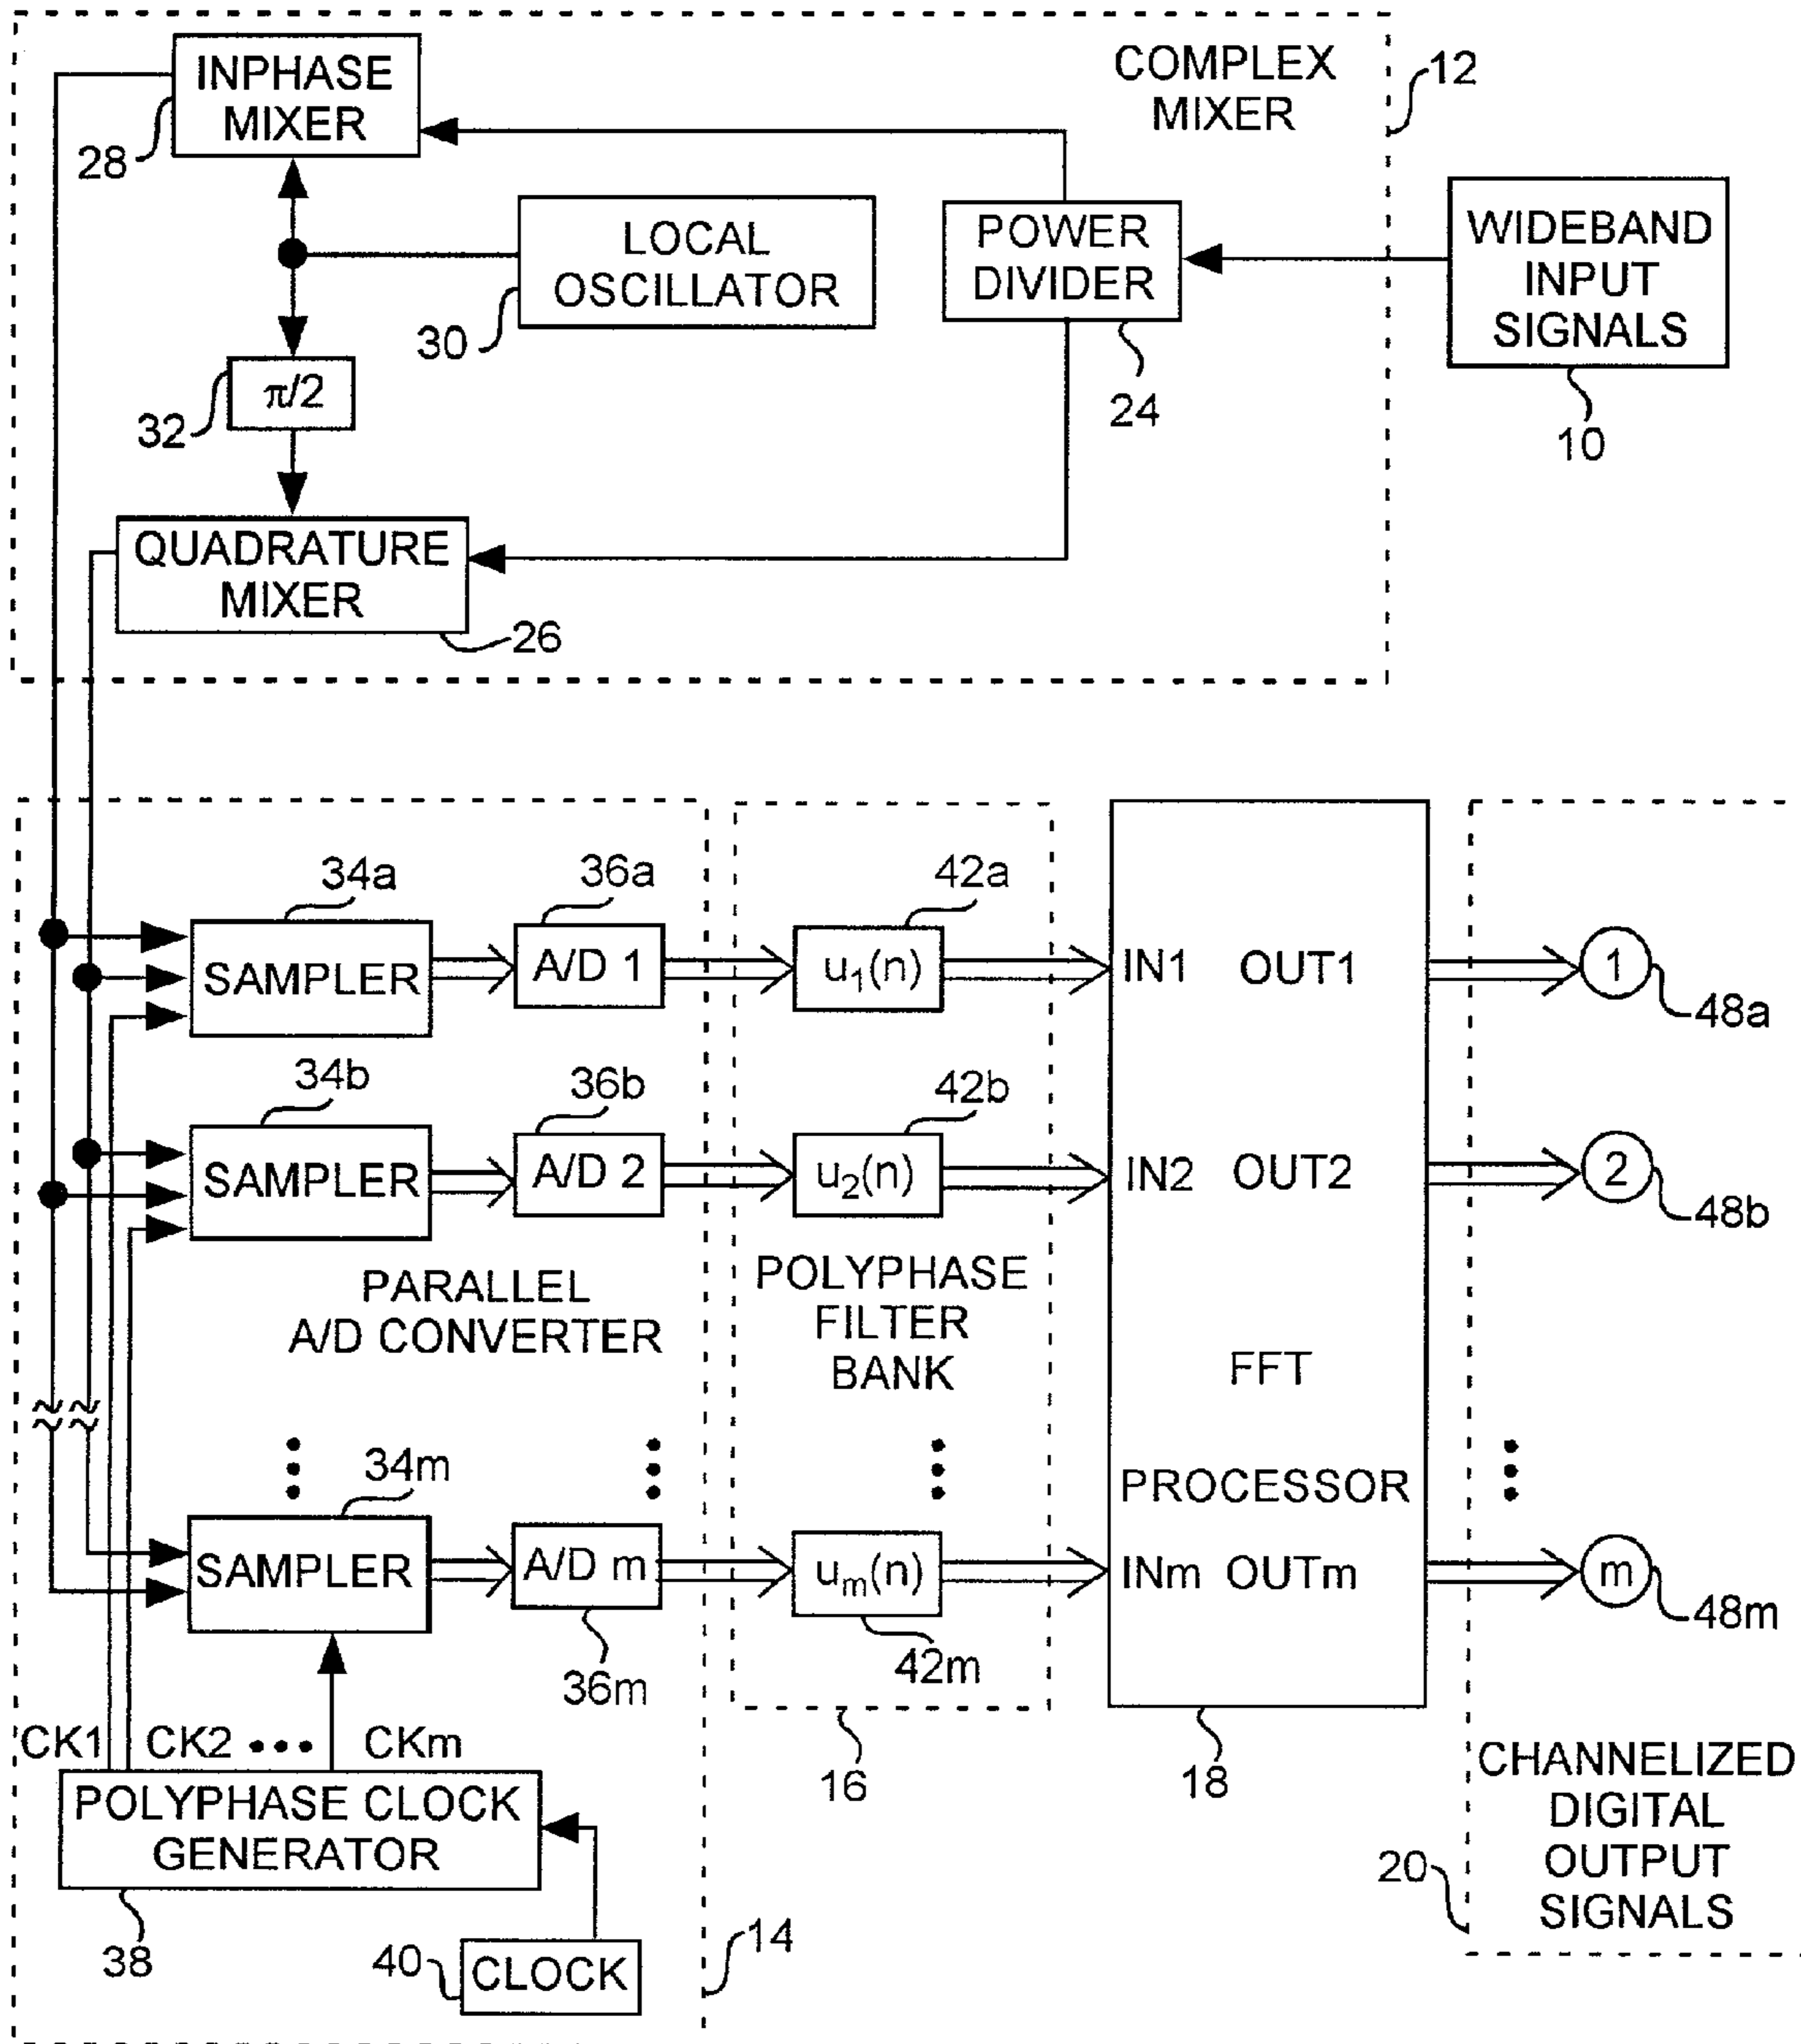 INPHASE
MIXER
28
COMPLEX
MIXER
12
LOCAL
OSCILLATOR
30
POWER
DIVIDER
24
WIDEBAND
INPUT
SIGNALS
10
π/2
32
QUADRATURE
MIXER
26
34a
36a
42a
SAMPLER
A/D 1
u1(n)
IN1 OUT1
1
48a
34b
36b
42b
SAMPLER
A/D 2
u2(n)
IN2 OUT2
2
48b
PARALLEL
A/D CONVERTER
POLYPHASE
FILTER
BANK
FFT
PROCESSOR
34m
SAMPLER
A/D m
um(n)
INm OUTm
m
48m
36m
42m
CK1 CK2 ••• CKm
POLYPHASE CLOCK
GENERATOR
38
40
CLOCK
14
16
18
CHANNELIZED
DIGITAL
OUTPUT
SIGNALS
20